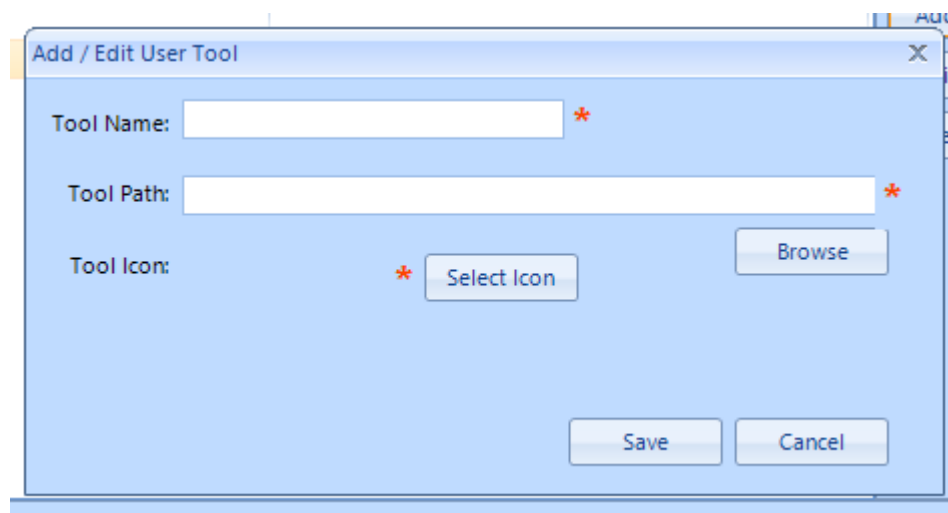 Add / Edit User Tool X
Tool Name: *
Tool Path: *
Browse
Tool Icon: * Select Icon
Save Cancel